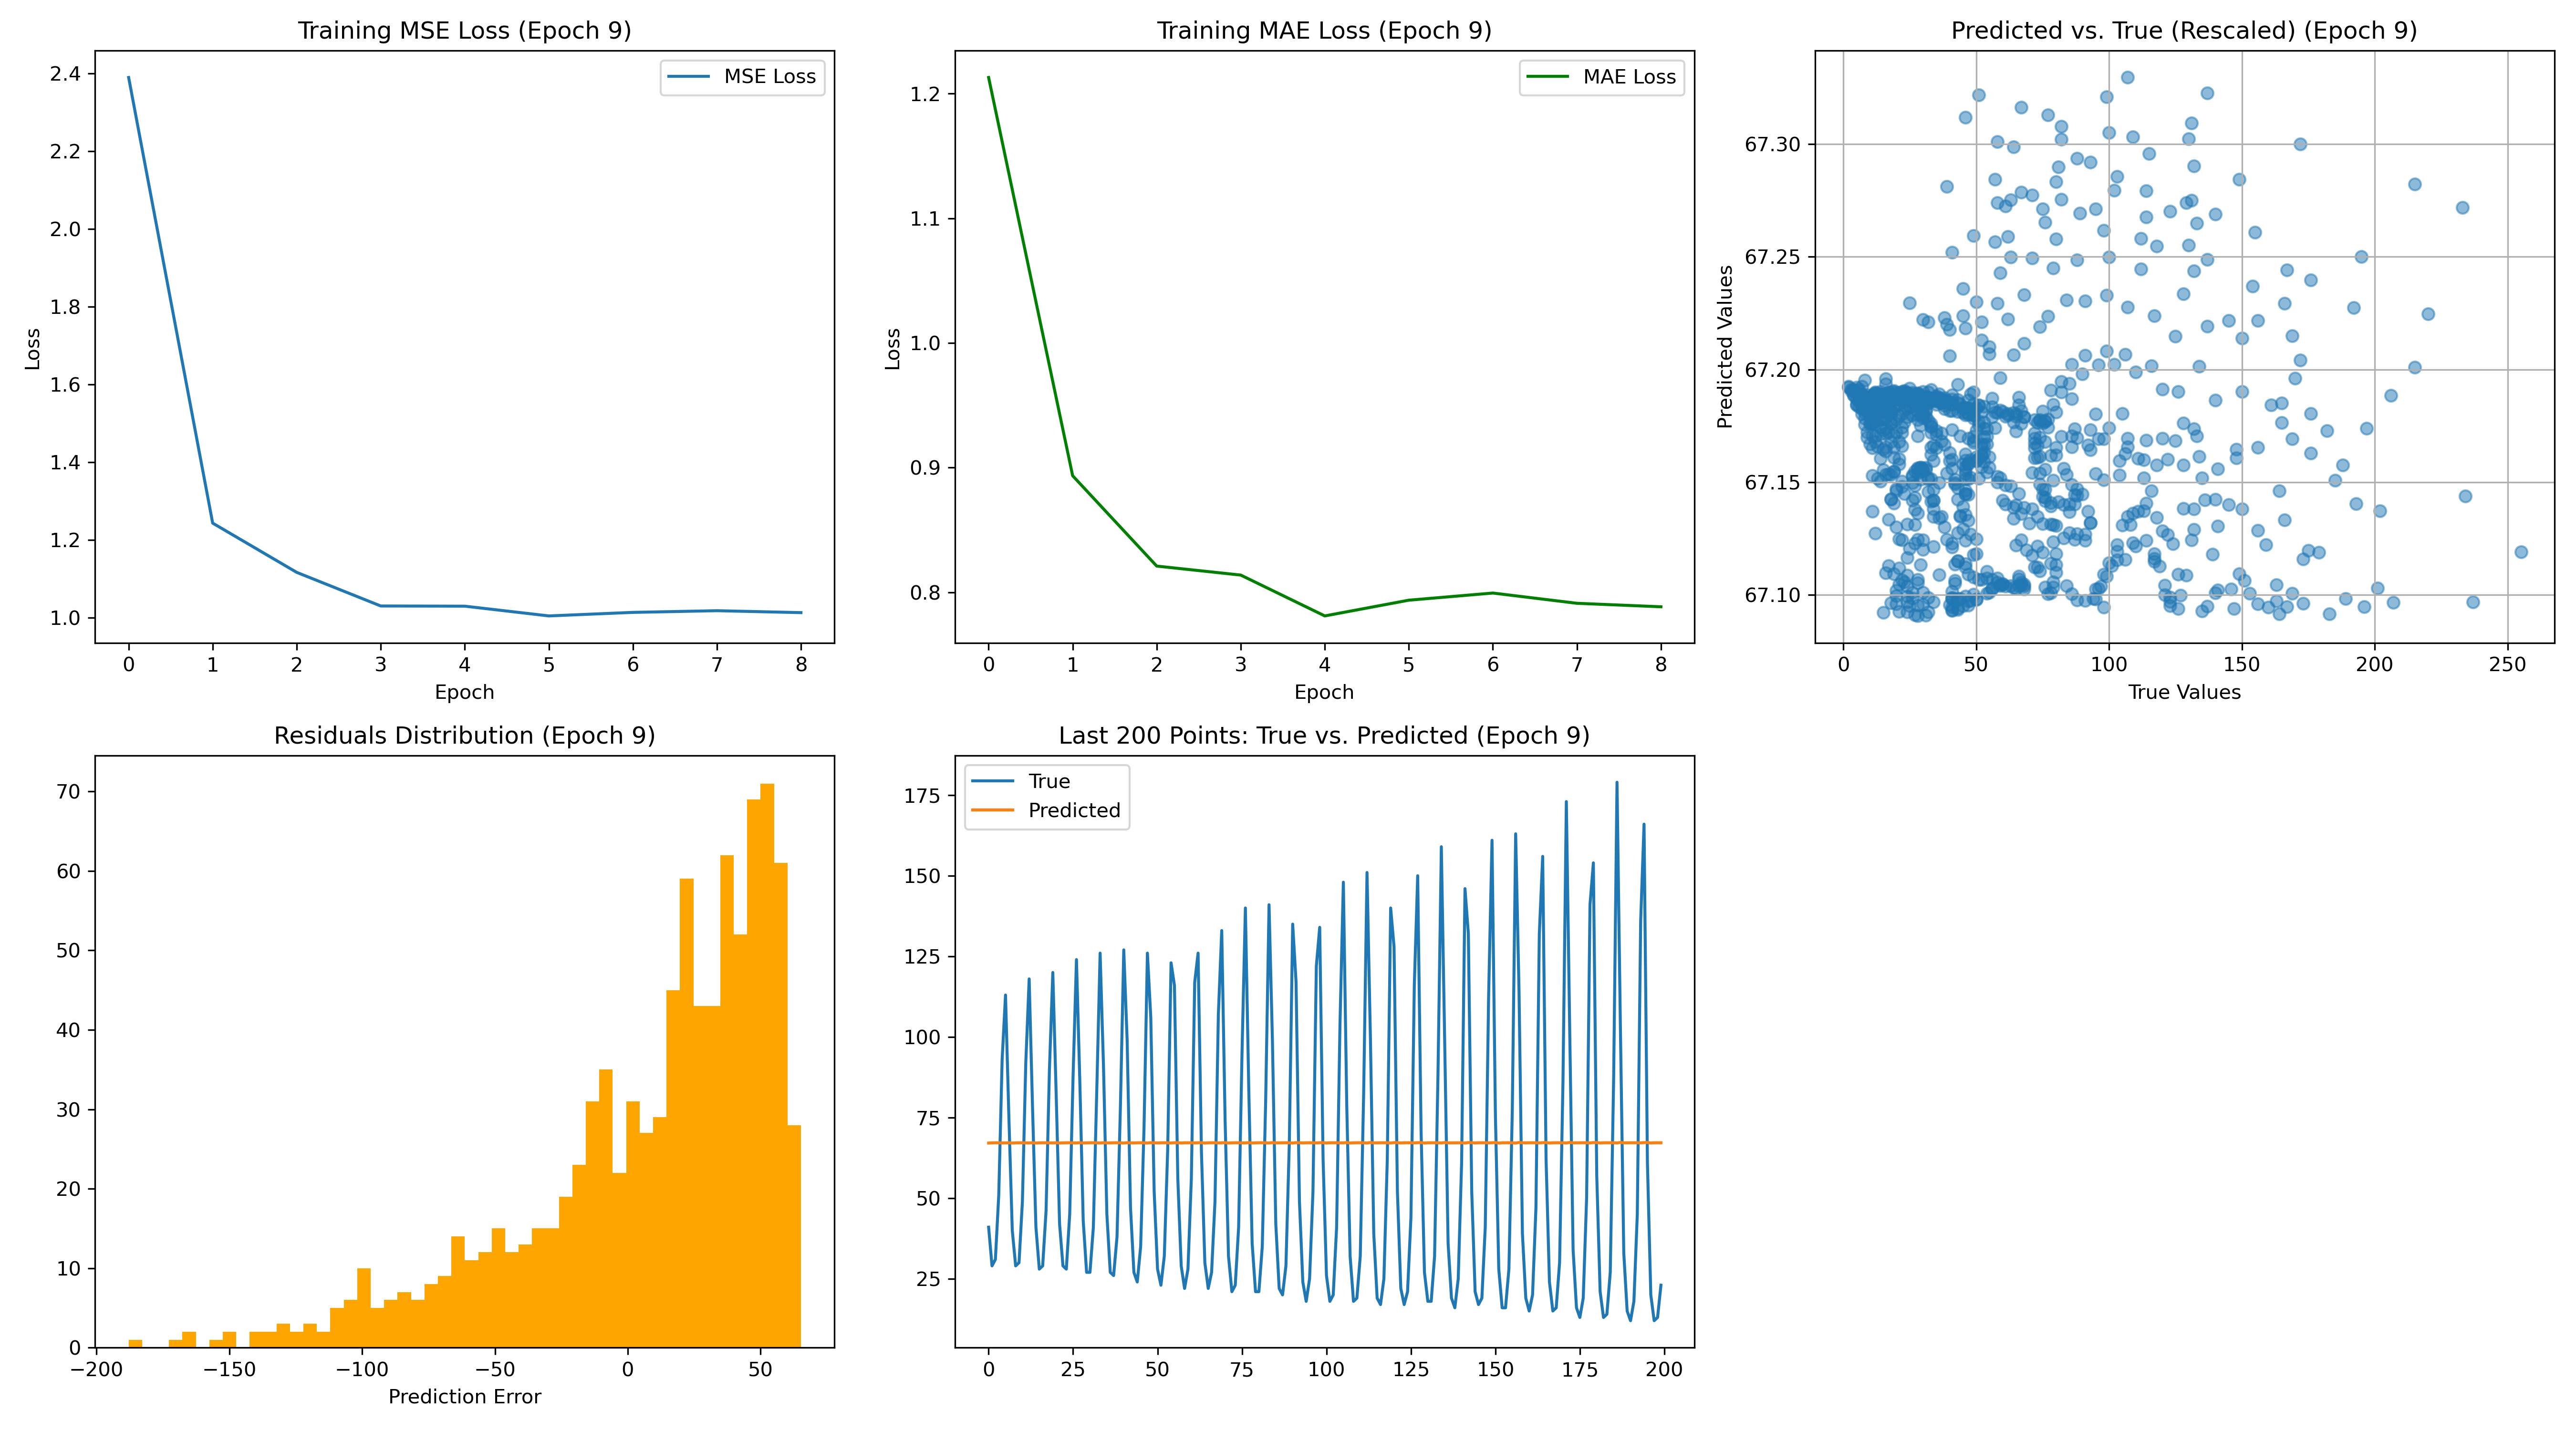 Training MSE Loss (Epoch 9)
MSE Loss
Loss
2.4
2.2
2.0
1.8
1.6
1.4
1.2
1.0
0 1 2 3 4 5 6 7 8
Epoch
Training MAE Loss (Epoch 9)
MAE Loss
Loss
1.2
1.1
1.0
0.9
0.8
0 1 2 3 4 5 6 7 8
Epoch
Predicted vs. True (Rescaled) (Epoch 9)
Predicted Values
67.30
67.25
67.20
67.15
67.10
0 50 100 150 200 250
True Values
Residuals Distribution (Epoch 9)
70
60
50
40
30
20
10
0
−200 −150 −100 −50 0 50
Prediction Error
Last 200 Points: True vs. Predicted (Epoch 9)
True
Predicted
175
150
125
100
75
50
25
0 25 50 75 100 125 150 175 200